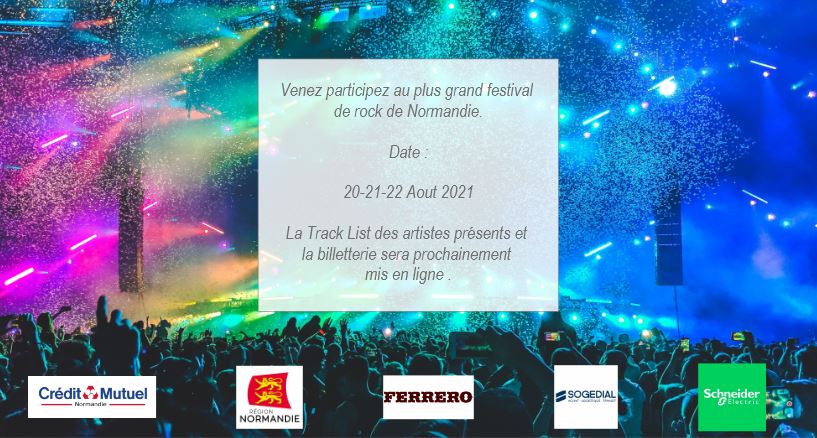 Venez participez au plus grand festival
de rock de Normandie.
Date :
20-21-22 Aout 2021
La Track List des artistes présents et
la billetterie sera prochainement
mis en ligne .
Crédit Mutuel
Normandie
RÉGION
NORMANDIE
FERRERO
SOGEDIAL
Schneider
Electric